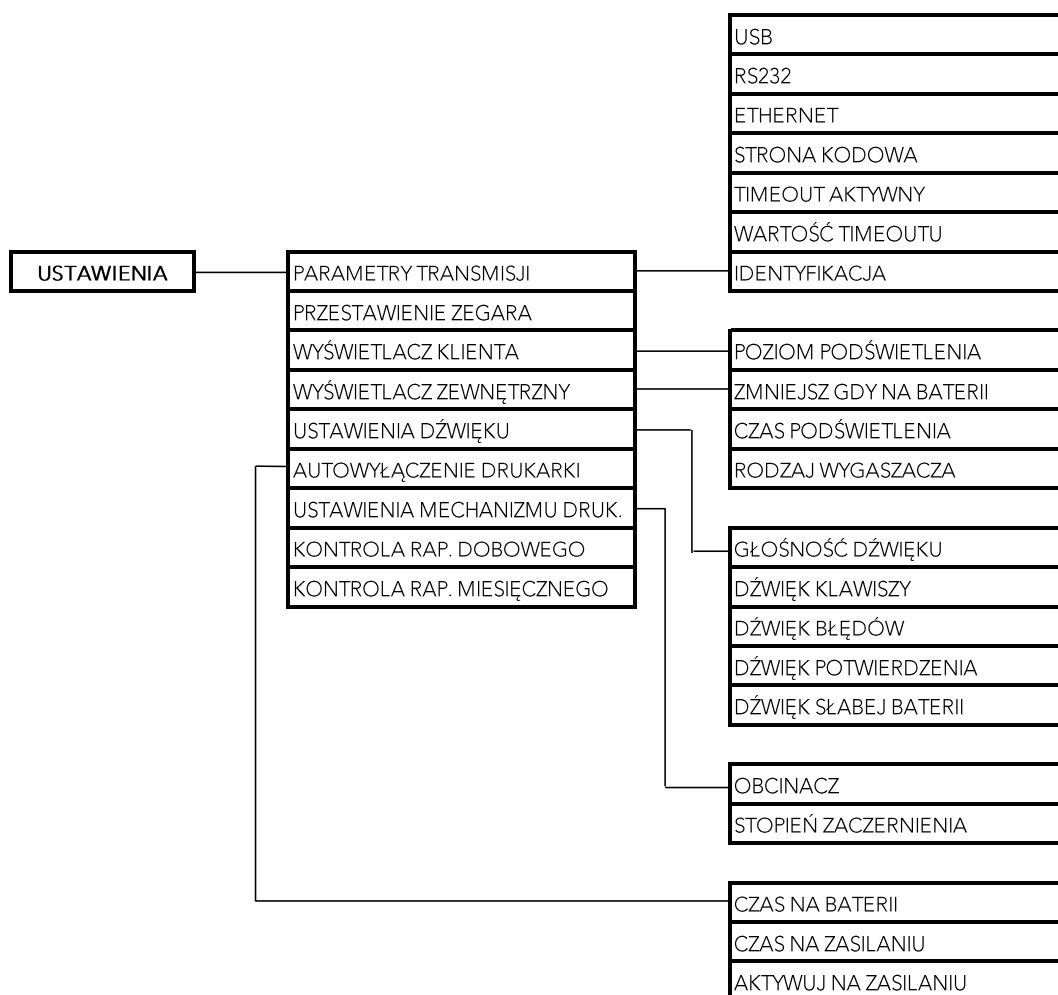 USTAWIENIA
PARAMETRY TRANSMISJI
PRZESTAWIENIE ZEGARA
WYŚWIETLACZ KLIENTA
WYŚWIETLACZ ZEWNĘTRZNY
USTAWIENIA DŹWIĘKU
AUTOWYŁĄCZENIE DRUKARKI
USTAWIENIA MECHANIZMU DRUK.
KONTROLA RAP. DOBOWEGO
KONTROLA RAP. MIESIĘCZNEGO
USB
RS232
ETHERNET
STRONA KODOWA
TIMEOUT AKTYWNY
WARTOŚĆ TIMEOUTU
IDENTYFIKACJA
POZIOM PODŚWIETLENIA
ZMNIEJSZ GDY NA BATERII
CZAS PODŚWIETLENIA
RODZAJ WYGASZACZA
GŁOŚNOŚĆ DŹWIĘKU
DŹWIĘK KLAWISZY
DŹWIĘK BŁĘDÓW
DŹWIĘK POTWIERDZENIA
DŹWIĘK SŁABEJ BATERII
OBCINACZ
STOPIEŃ ZACZERNIENIA
CZAS NA BATERII
CZAS NA ZASILANIU
AKTYWUJ NA ZASILANIU